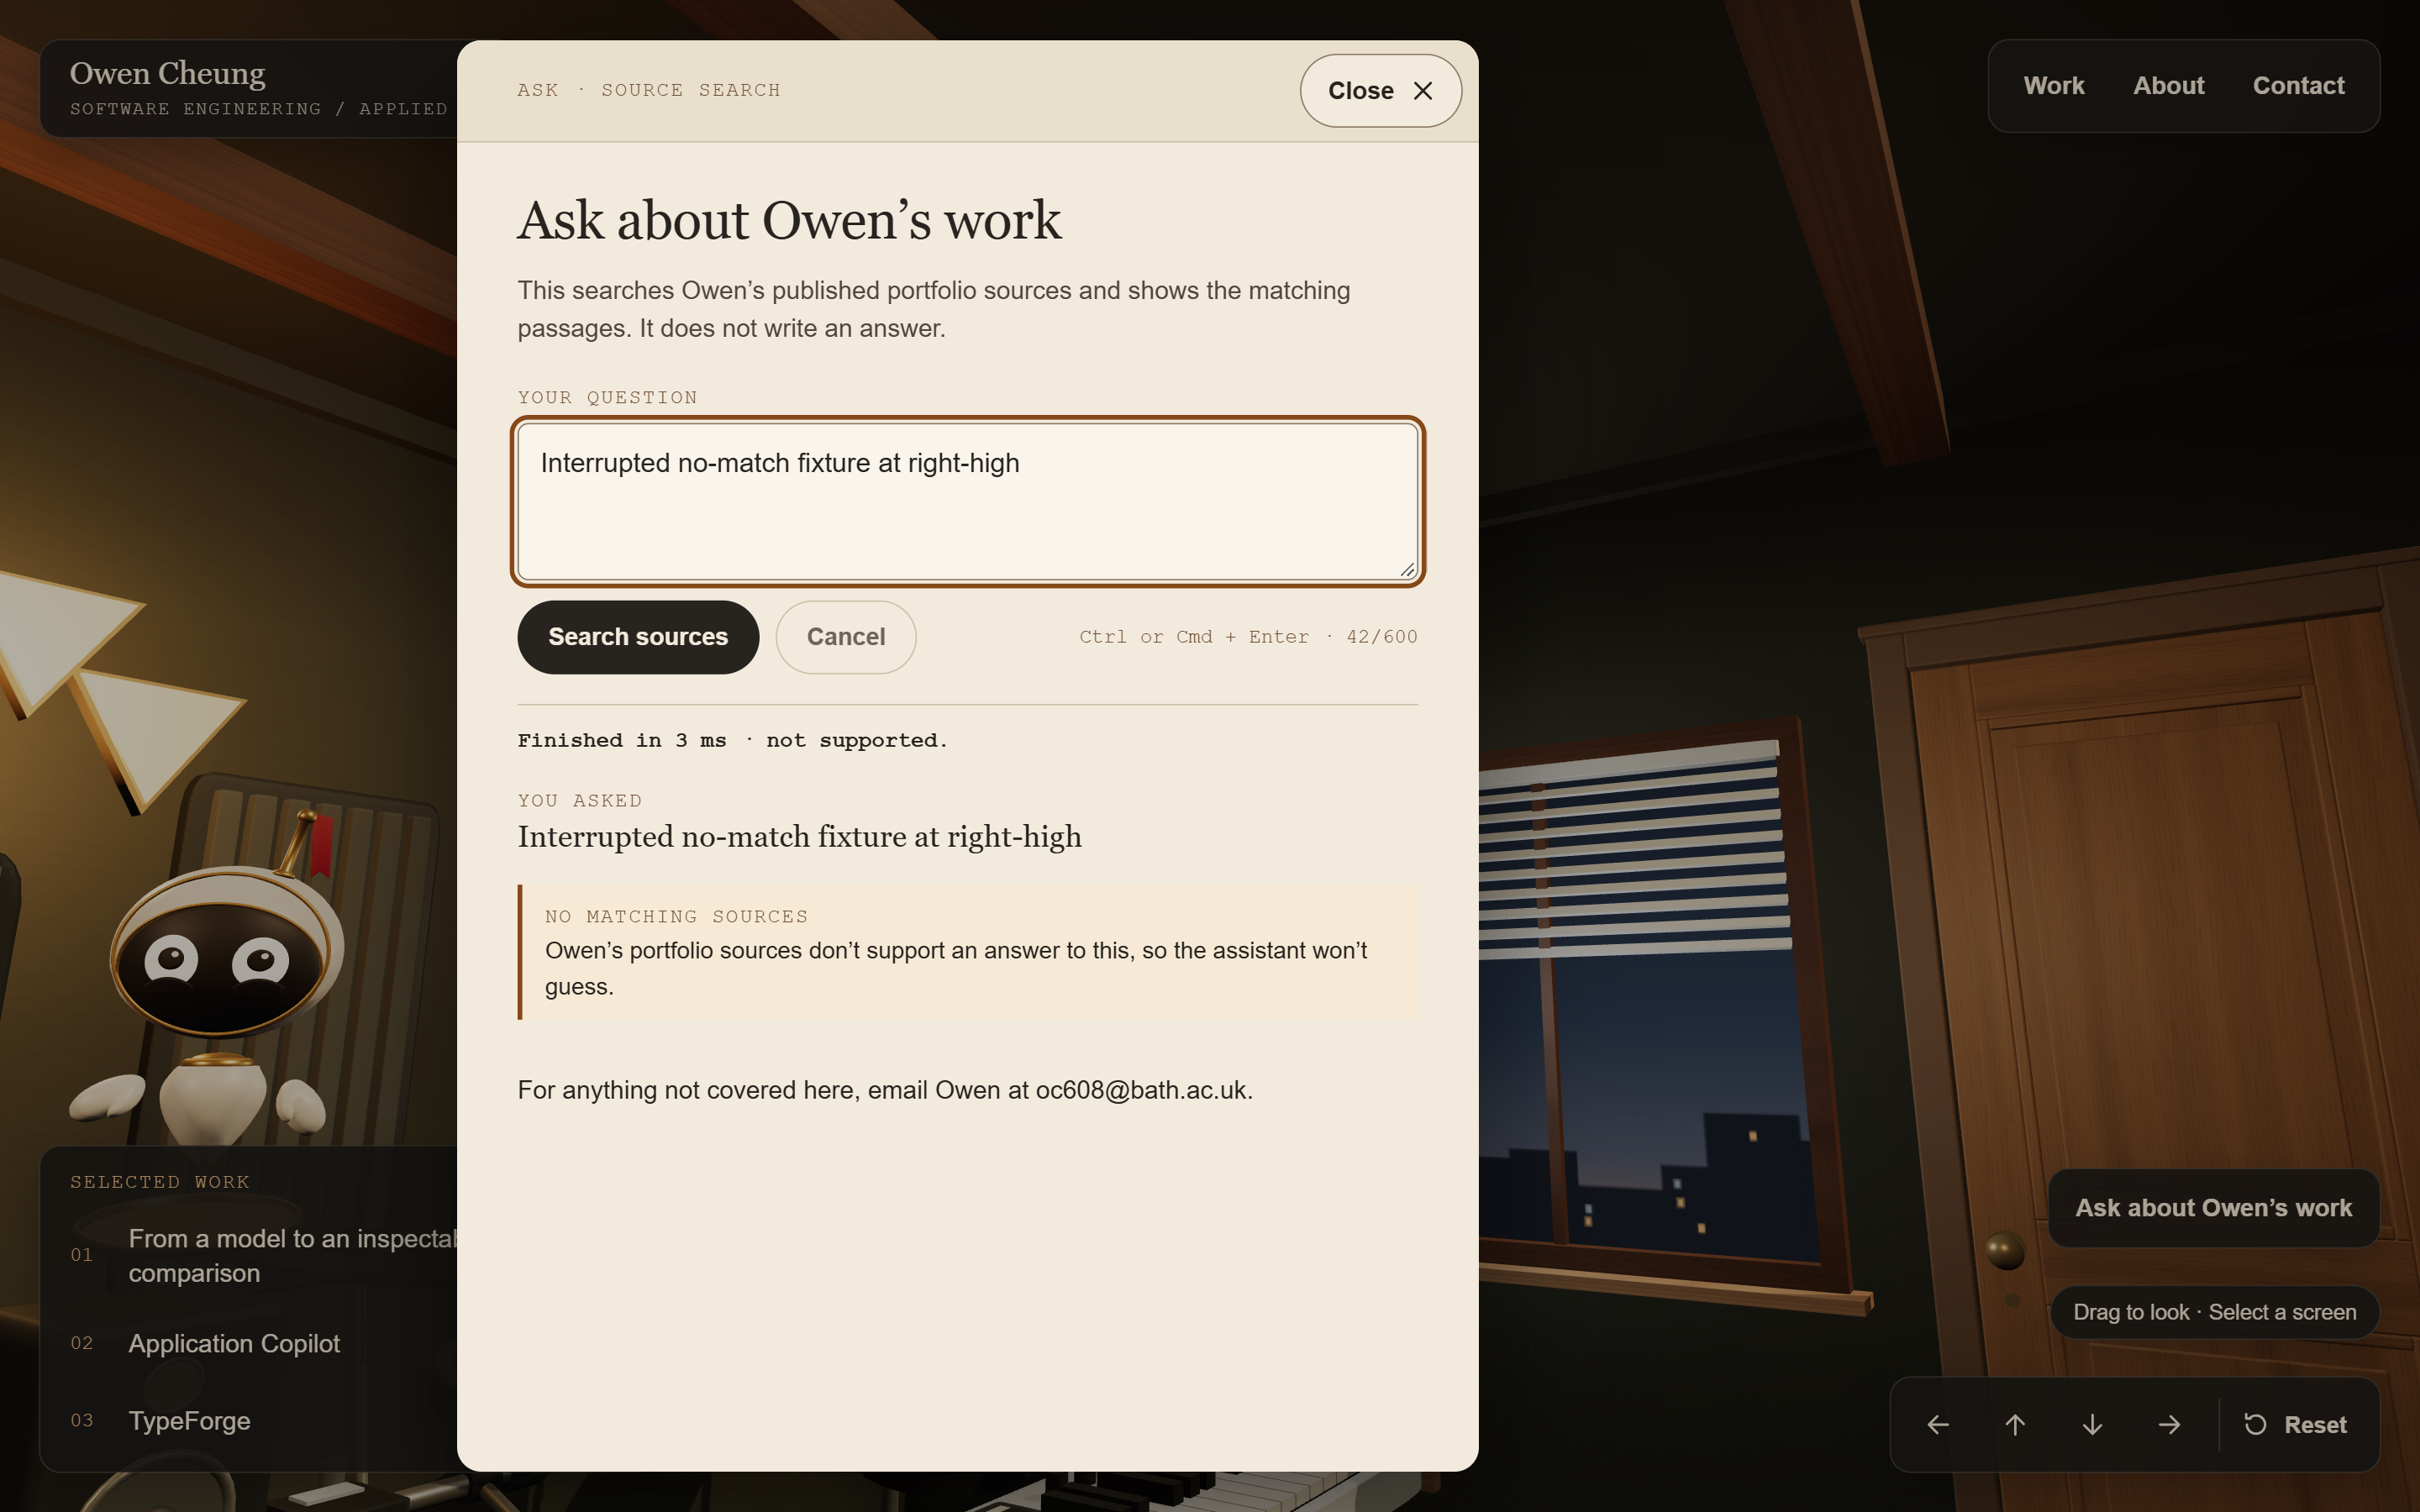 Owen Cheung
SOFTWARE ENGINEERING / APPLIED
Work
About
Contact
ASK · SOURCE SEARCH
Close
Ask about Owen’s work
This searches Owen’s published portfolio sources and shows the matching
passages. It does not write an answer.
YOUR QUESTION
Interrupted no-match fixture at right-high
Search sources
Cancel
Ctrl or Cmd + Enter · 42/600
Finished in 3 ms · not supported.
YOU ASKED
Interrupted no-match fixture at right-high
NO MATCHING SOURCES
Owen’s portfolio sources don’t support an answer to this, so the assistant won’t
guess.
For anything not covered here, email Owen at oc608@bath.ac.uk.
SELECTED WORK
01
From a model to an
comparison
02
Application Copilot
03
TypeForge
Ask about Owen’s work
Drag to look · Select a screen
Reset